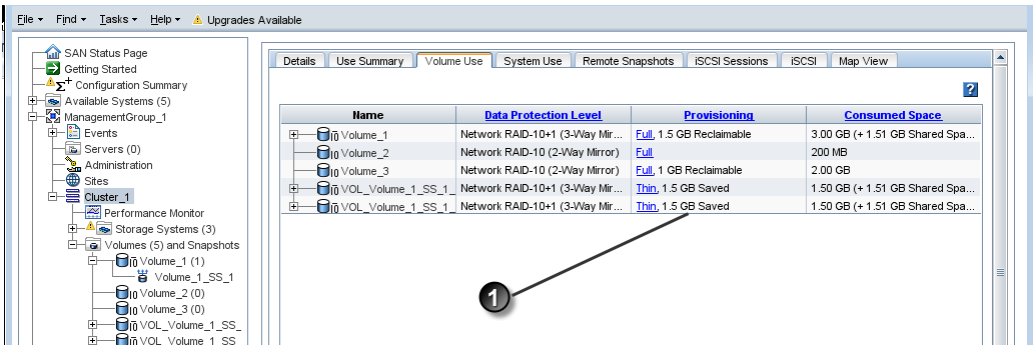 File Find Tasks Help Upgrades Available
SAN Status Page
Getting Started
Configuration Summary
Available Systems (5)
ManagementGroup_1
Events
Servers (0)
Administration
Sites
Cluster_1
Performance Monitor
Storage Systems (3)
Volumes (5) and Snapshots
Volume_1 (1)
Volume_1_SS_1
Volume_2 (0)
Volume_3 (0)
VOL_Volume_1_SS_
VOL_Volume_1_SS
Details Use Summary Volume Use System Use Remote Snapshots iSCSI Sessions iSCSI Map View
?
Name Data Protection Level Provisioning Consumed Space
Volume_1 Network RAID-10+1 (3-Way Mir... Full, 1.5 GB Reclaimable 3.00 GB (+ 1.51 GB Shared Spa...
Volume_2 Network RAID-10 (2-Way Mirror) Full 200 MB
Volume_3 Network RAID-10 (2-Way Mirror) Full, 1 GB Reclaimable 2.00 GB
VOL_Volume_1_SS_1_ Network RAID-10+1 (3-Way Mir... Thin, 1.5 GB Saved 1.50 GB (+ 1.51 GB Shared Spa...
VOL_Volume_1_SS_1_ Network RAID-10+1 (3-Way Mir... Thin, 1.5 GB Saved 1.50 GB (+ 1.51 GB Shared Spa...
1